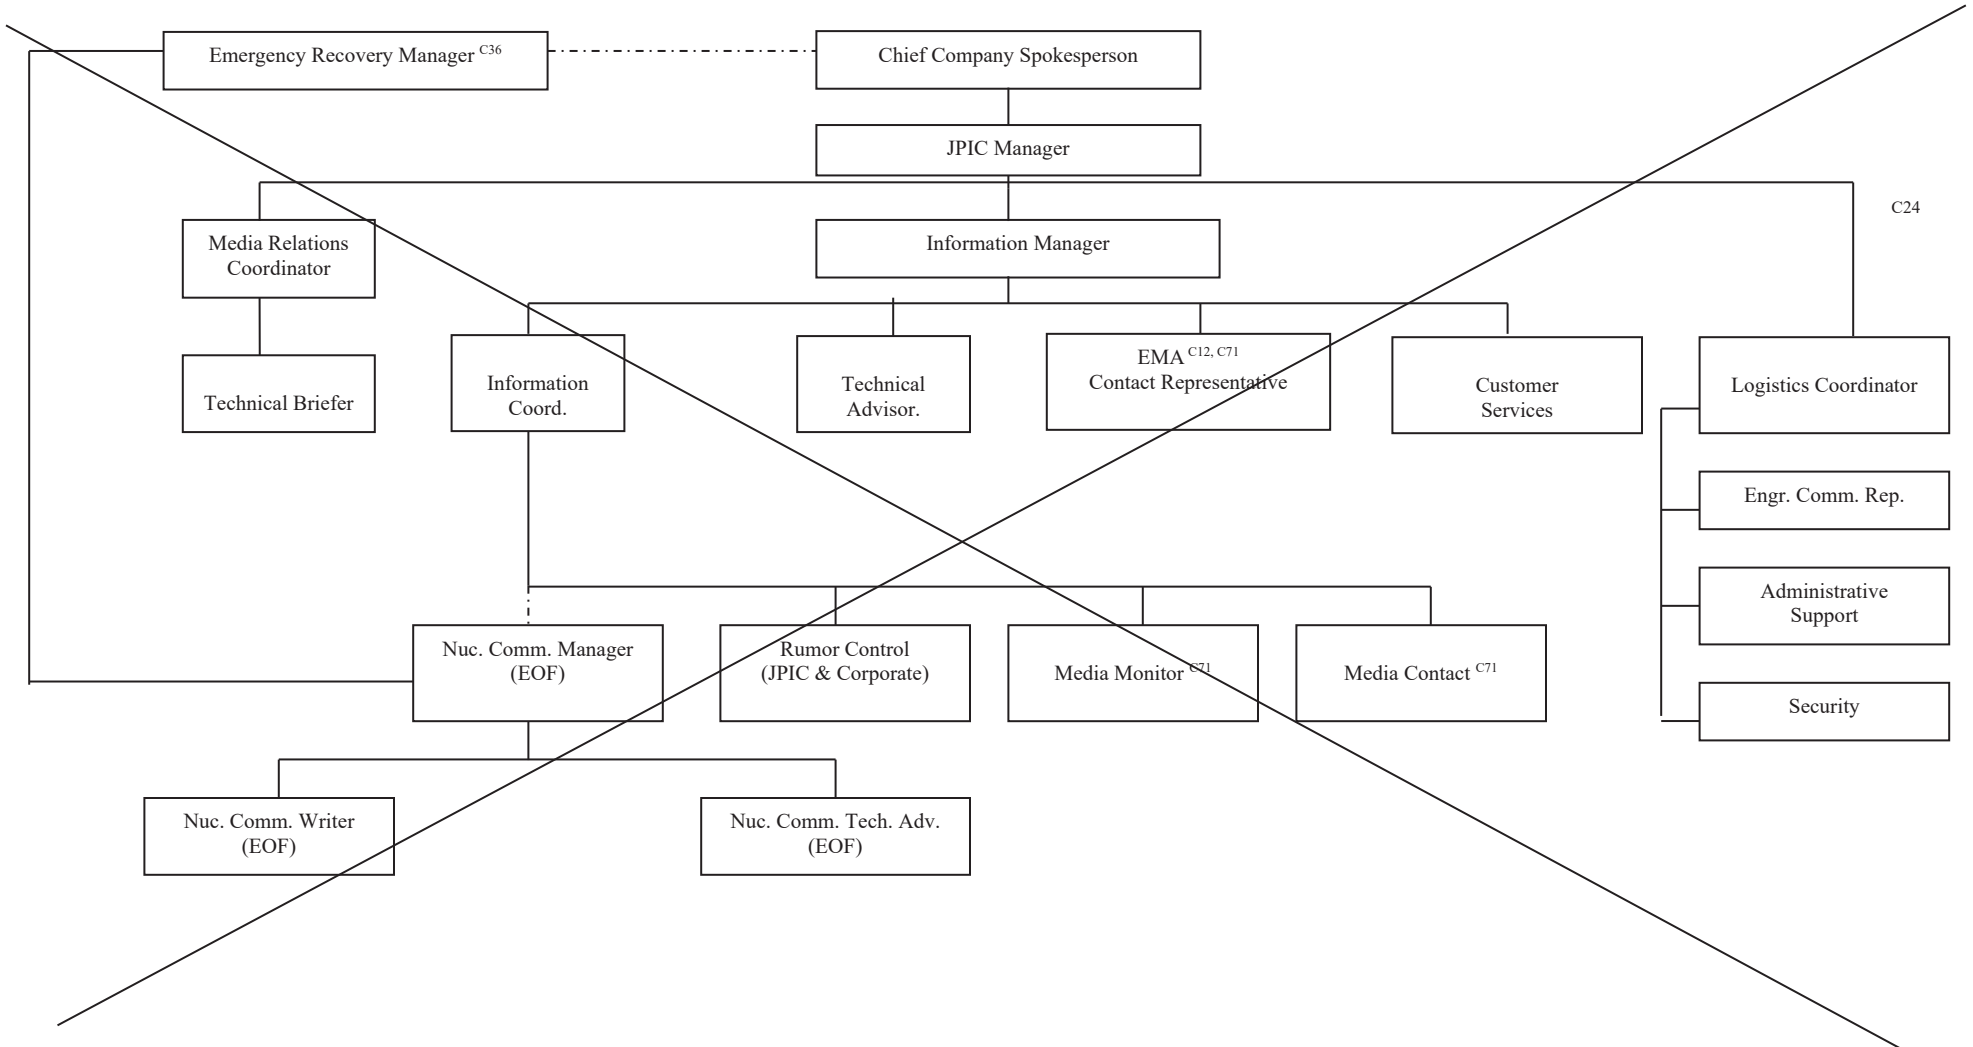 Emergency Recovery Manager C36
Chief Company Spokesperson
JPIC Manager
C24
Media Relations
Coordinator
Information Manager
Technical Briefer
Information
Coord.
Technical
Advisor.
EMA C12, C71
Contact Representative
Customer
Services
Logistics Coordinator
Engr. Comm. Rep.
Administrative
Support
Security
Nuc. Comm. Manager
(EOF)
Rumor Control
(JPIC & Corporate)
Media Monitor C71
Media Contact C71
Nuc. Comm. Writer
(EOF)
Nuc. Comm. Tech. Adv.
(EOF)